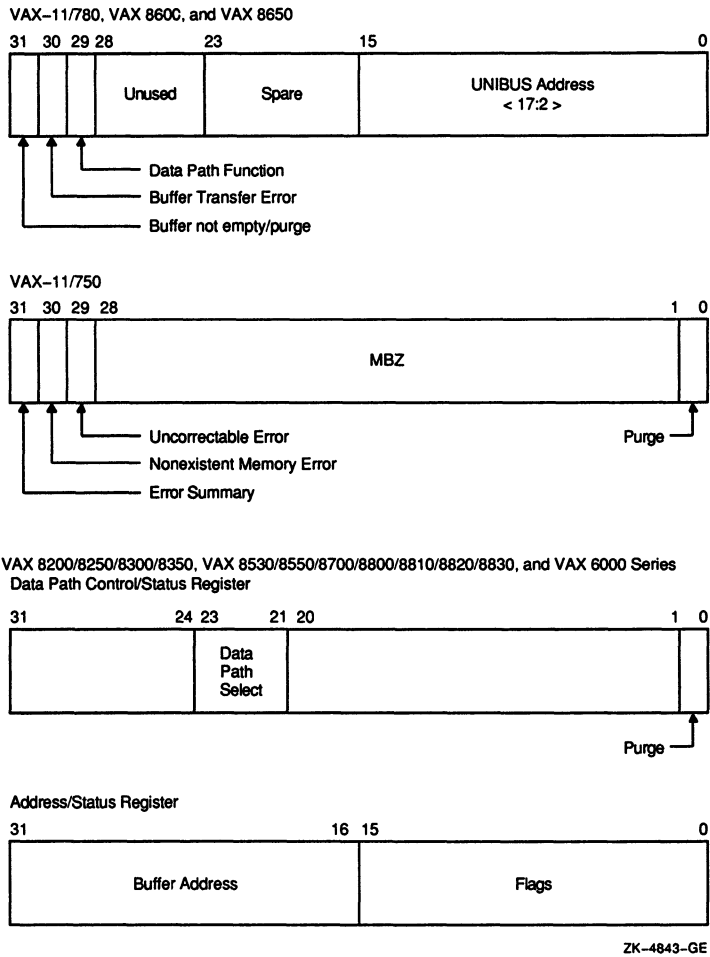 VAX–11/780, VAX 8600, and VAX 8650
31 30 29 28 23 15 0
Unused Spare UNIBUS Address
< 17:2 >
Data Path Function
Buffer Transfer Error
Buffer not empty/purge
VAX–11/750
31 30 29 28 1 0
MBZ
Uncorrectable Error Purge
Nonexistent Memory Error
Error Summary
VAX 8200/8250/8300/8350, VAX 8530/8550/8700/8800/8810/8820/8830, and VAX 6000 Series
Data Path Control/Status Register
31 24 23 21 20 1 0
Data
Path
Select
Purge
Address/Status Register
31 16 15 0
Buffer Address Flags
ZK–4843–GE